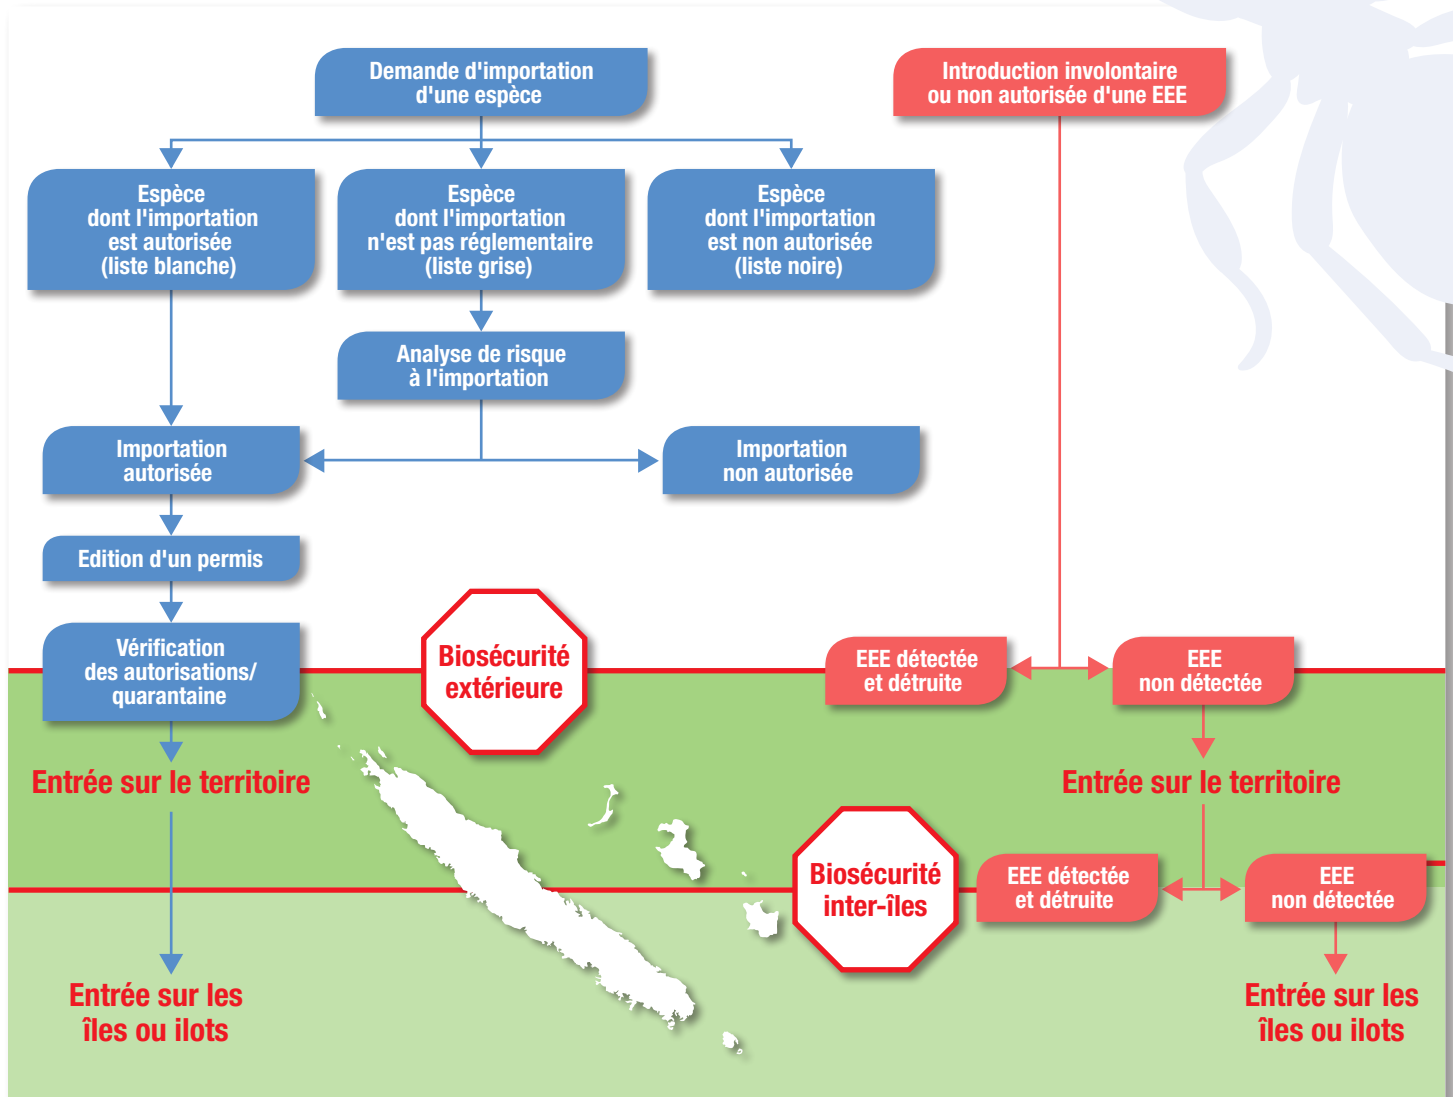 Demande d'importation
d'une espèce
Introduction involontaire
ou non autorisée d'une EEE
Espèce
dont l'importation
est autorisée
(liste blanche)
Espèce
dont l'importation
n'est pas réglementaire
(liste grise)
Espèce
dont l'importation
est non autorisée
(liste noire)
Analyse de risque
à l'importation
Importation
autorisée
Importation
non autorisée
Edition d'un permis
Vérification
des autorisations/
quarantaine
Biosécurité
extérieure
EEE détectée
et détruite
EEE
non détectée
Entrée sur le territoire
Entrée sur le territoire
Biosécurité
inter-îles
EEE détectée
et détruite
EEE
non détectée
Entrée sur les
îles ou ilots
Entrée sur les
îles ou ilots